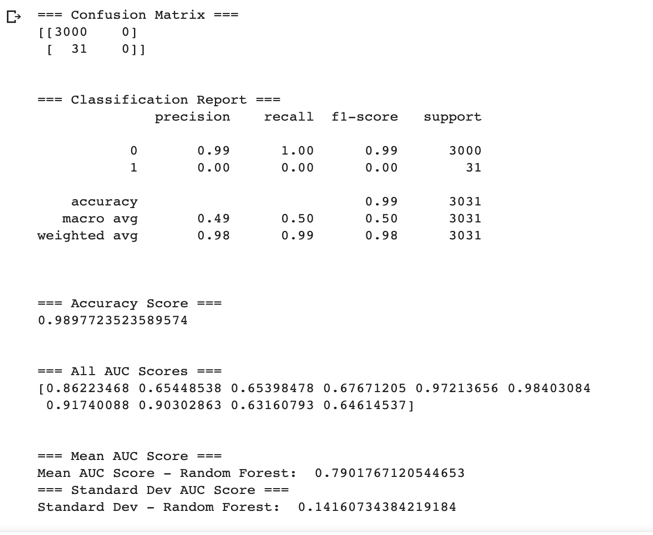 === Confusion Matrix ===
[[3000    0]
 [  31    0]]
=== Classification Report ===
              precision    recall  f1-score   support
           0       0.99      1.00      0.99      3000
           1       0.00      0.00      0.00        31
    accuracy                           0.99      3031
   macro avg       0.49      0.50      0.50      3031
weighted avg       0.98      0.99      0.98      3031
=== Accuracy Score ===
0.9897723523589574
=== All AUC Scores ===
[0.86223468 0.65448538 0.65398478 0.67671205 0.97213656 0.98403084
 0.91740088 0.90302863 0.63160793 0.64614537]
=== Mean AUC Score ===
Mean AUC Score - Random Forest:  0.7901767120544653
=== Standard Dev AUC Score ===
Standard Dev - Random Forest:  0.14160734384219184